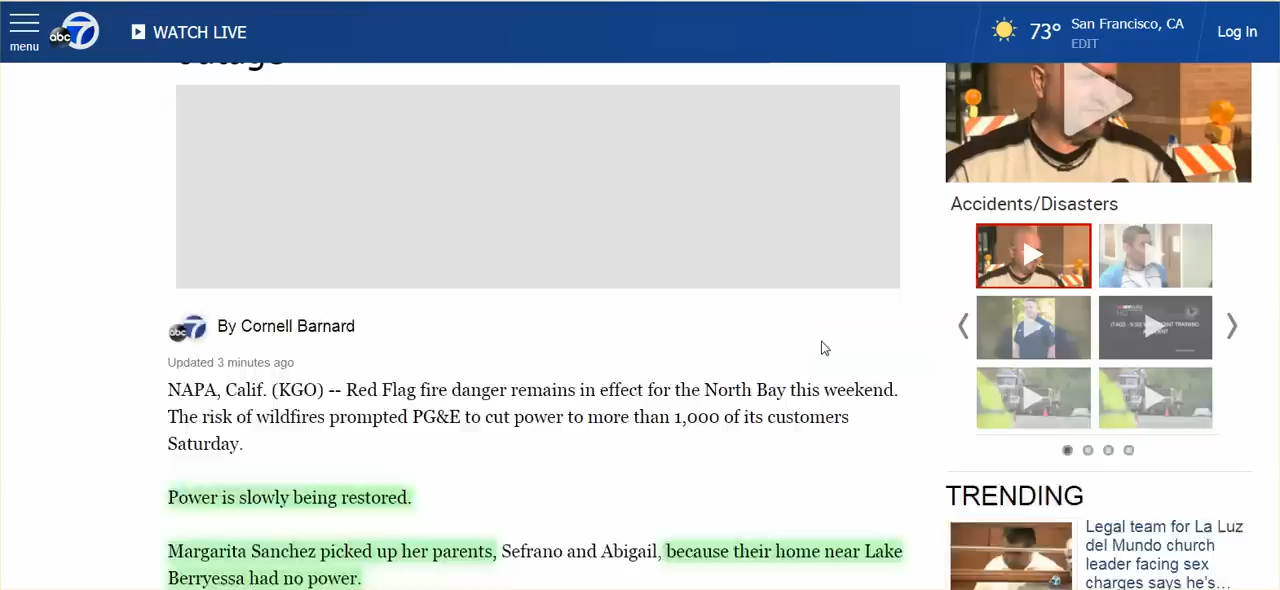 menu
abc 7
WATCH LIVE
73°
San Francisco, CA
EDIT
Log In
By Cornell Barnard
Updated 3 minutes ago
NAPA, Calif. (KGO) -- Red Flag fire danger remains in effect for the North Bay this weekend.
The risk of wildfires prompted PG&E to cut power to more than 1,000 of its customers
Saturday.
Power is slowly being restored.
Margarita Sanchez picked up her parents, Sefrano and Abigail, because their home near Lake
Berryessa had no power.
Accidents/Disasters
TRENDING
Legal team for La Luz
del Mundo church
leader facing sex
charges says he's...